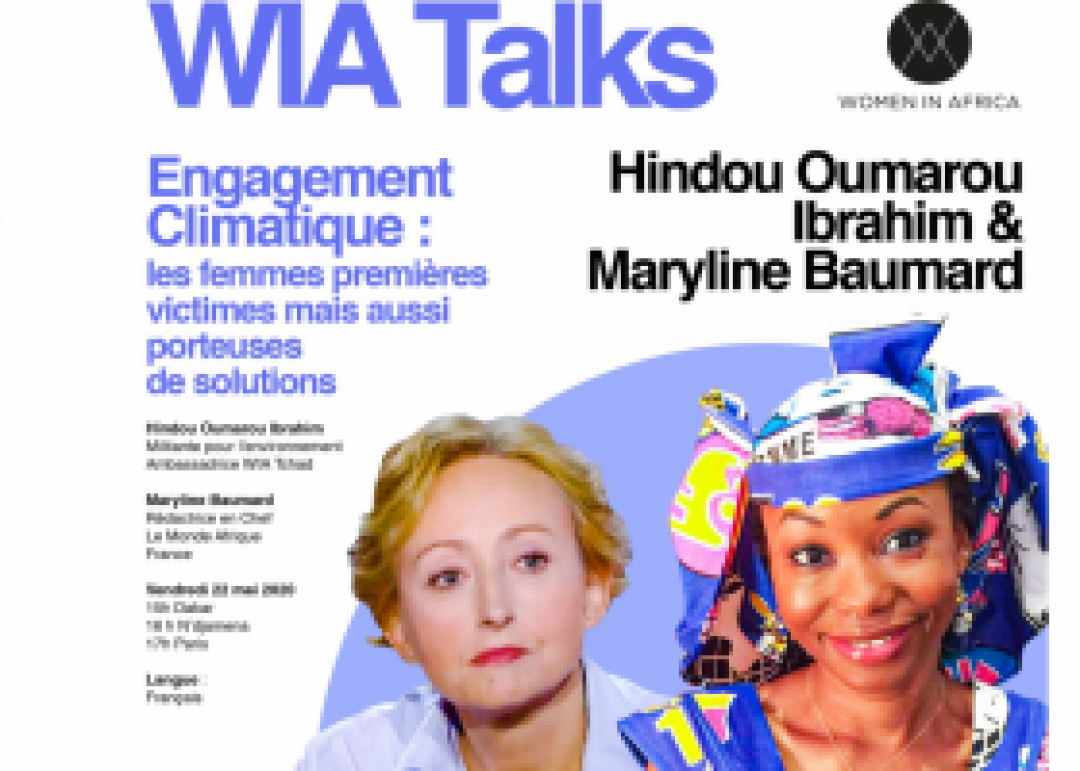 WIA Talks
WOMEN IN AFRICA
Engagement
Climatique :
les femmes premières
victimes mais aussi
porteuses
de solutions
Hindou Oumarou
Ibrahim &
Maryline Baumard
Hindou Oumarou Ibrahim
Militante pour l'environnement
Ambassadrice WIA Tchad
Maryline Baumard
Rédactrice en Chef
Le Monde Afrique
France
Vendredi 22 mai 2020
15h Dakar
16h N'djamena
17h Paris
Langue :
Français